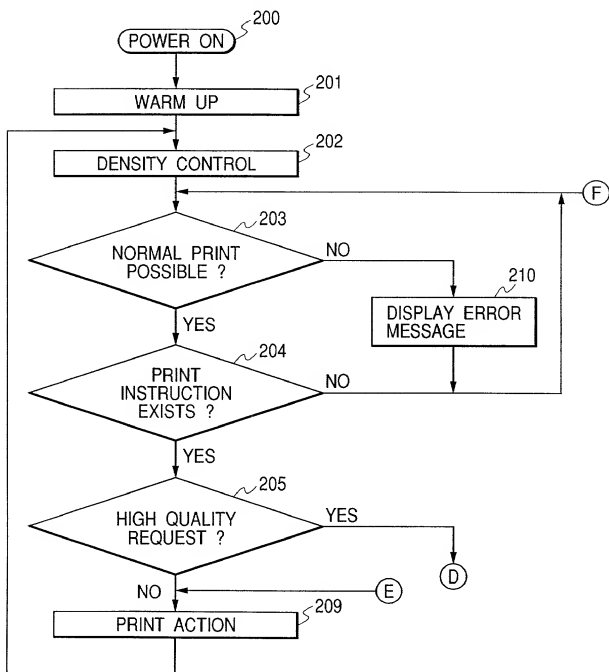 200
POWER ON
201
WARM UP
202
DENSITY CONTROL
F
203
NORMAL PRINT
POSSIBLE ?
NO
210
DISPLAY ERROR
MESSAGE
YES
204
PRINT
INSTRUCTION
EXISTS ?
NO
YES
205
HIGH QUALITY
REQUEST ?
YES
D
NO
E
209
PRINT ACTION